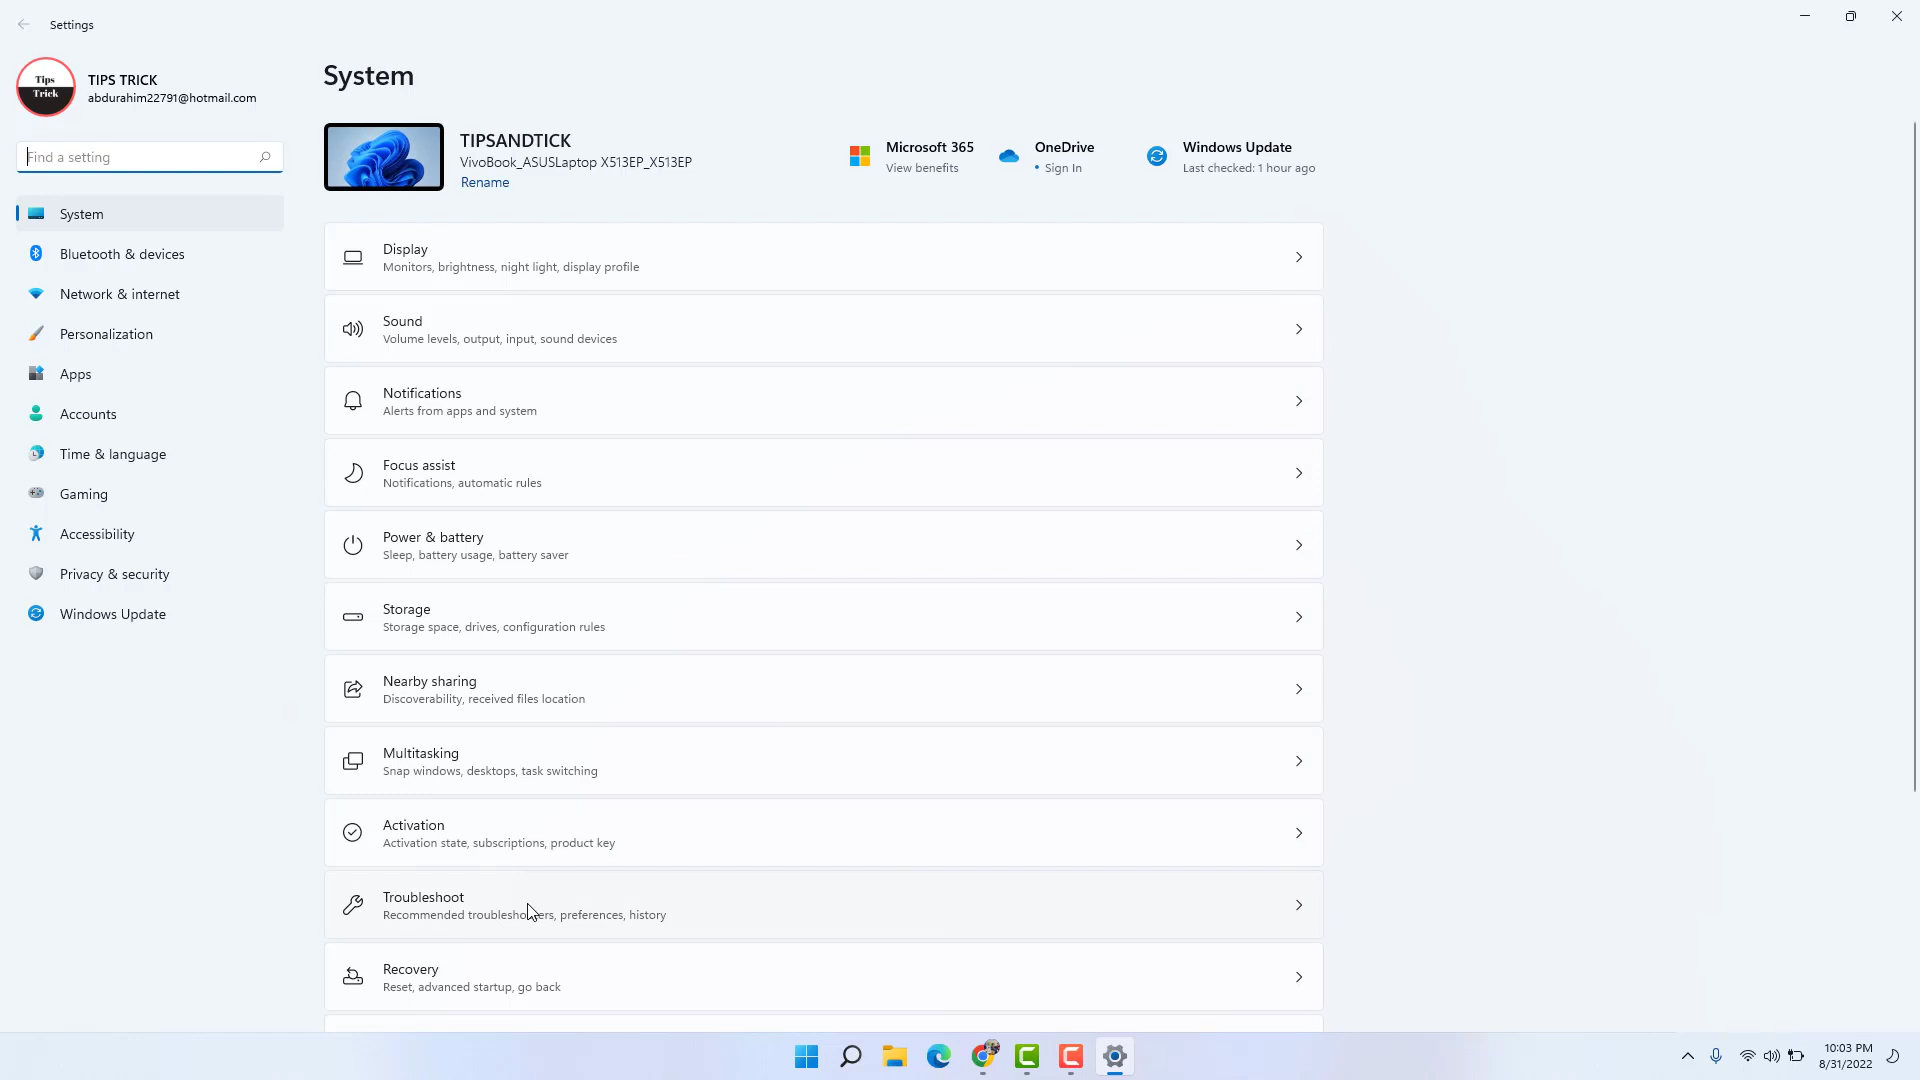 Settings
Tips
Trick
TIPS TRICK
abdurahim22791@hotmail.com
Find a setting
System
Bluetooth & devices
Network & internet
Personalization
Apps
Accounts
Time & language
Gaming
Accessibility
Privacy & security
Windows Update
System
TIPSANDTICK
VivoBook_ASUSLaptop X513EP_X513EP
Rename
Microsoft 365
View benefits
OneDrive
• Sign In
Windows Update
Last checked: 1 hour ago
Display
Monitors, brightness, night light, display profile
Sound
Volume levels, output, input, sound devices
Notifications
Alerts from apps and system
Focus assist
Notifications, automatic rules
Power & battery
Sleep, battery usage, battery saver
Storage
Storage space, drives, configuration rules
Nearby sharing
Discoverability, received files location
Multitasking
Snap windows, desktops, task switching
Activation
Activation state, subscriptions, product key
Troubleshoot
Recommended troubleshooters, preferences, history
Recovery
Reset, advanced startup, go back
10:03 PM
8/31/2022